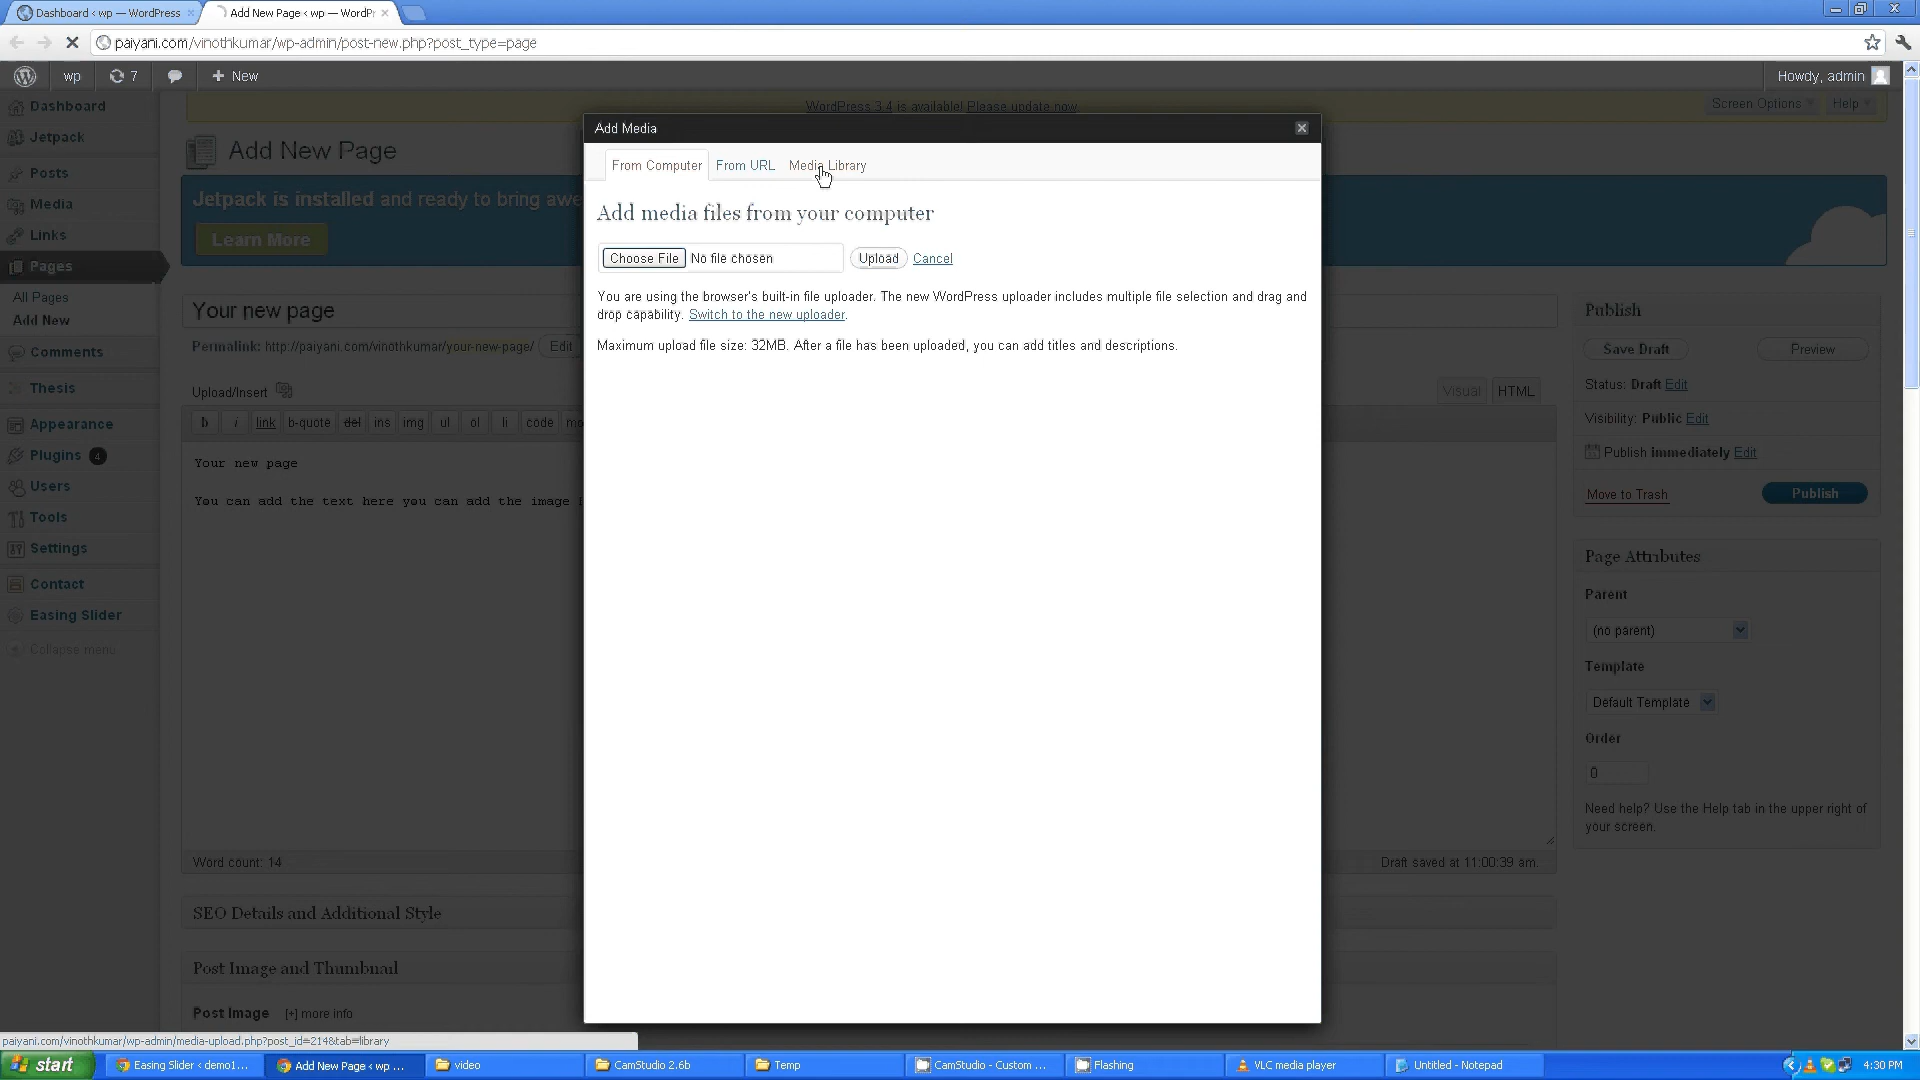 Dashboard ‹ wp — WordPress
Add New Page ‹ wp — WordPr
paiyani.com/vinothkumar/wp-admin/post-new.php?post_type=page
wp
7
New
Howdy, admin
Dashboard
Jetpack
Posts
Media
Links
Pages
All Pages
Add New
Comments
Thesis
Appearance
Plugins 4
Users
Tools
Settings
Contact
Easing Slider
Collapse menu
WordPress 3.4 is available! Please update now.
Screen Options
Help
Add New Page
Jetpack is installed and ready to bring awe
Learn More
Your new page
Permalink: http://paiyani.com/vinothkumar/your-new-page/
Edit
Upload/Insert
Visual
HTML
b
i
link
b-quote
del
ins
img
ul
ol
li
code
mo
Your new page
You can add the text here you can add the image
Word count: 14
Draft saved at 11:00:39 am.
SEO Details and Additional Style
Post Image and Thumbnail
Post Image
[+] more info
Add Media
From Computer
From URL
Media Library
Add media files from your computer
Choose File
No file chosen
Upload
Cancel
You are using the browser's built-in file uploader. The new WordPress uploader includes multiple file selection and drag and
drop capability. Switch to the new uploader.
Maximum upload file size: 32MB. After a file has been uploaded, you can add titles and descriptions.
Publish
Save Draft
Preview
Status: Draft Edit
Visibility: Public Edit
Publish immediately Edit
Move to Trash
Publish
Page Attributes
Parent
(no parent)
Template
Default Template
Order
0
Need help? Use the Help tab in the upper right of
your screen.
paiyani.com/vinothkumar/wp-admin/media-upload.php?post_id=214&tab=library
start
Easing Slider ‹ demo1...
Add New Page ‹ wp ...
video
CamStudio 2.6b
Temp
CamStudio - Custom ...
Flashing
VLC media player
Untitled - Notepad
4:30 PM